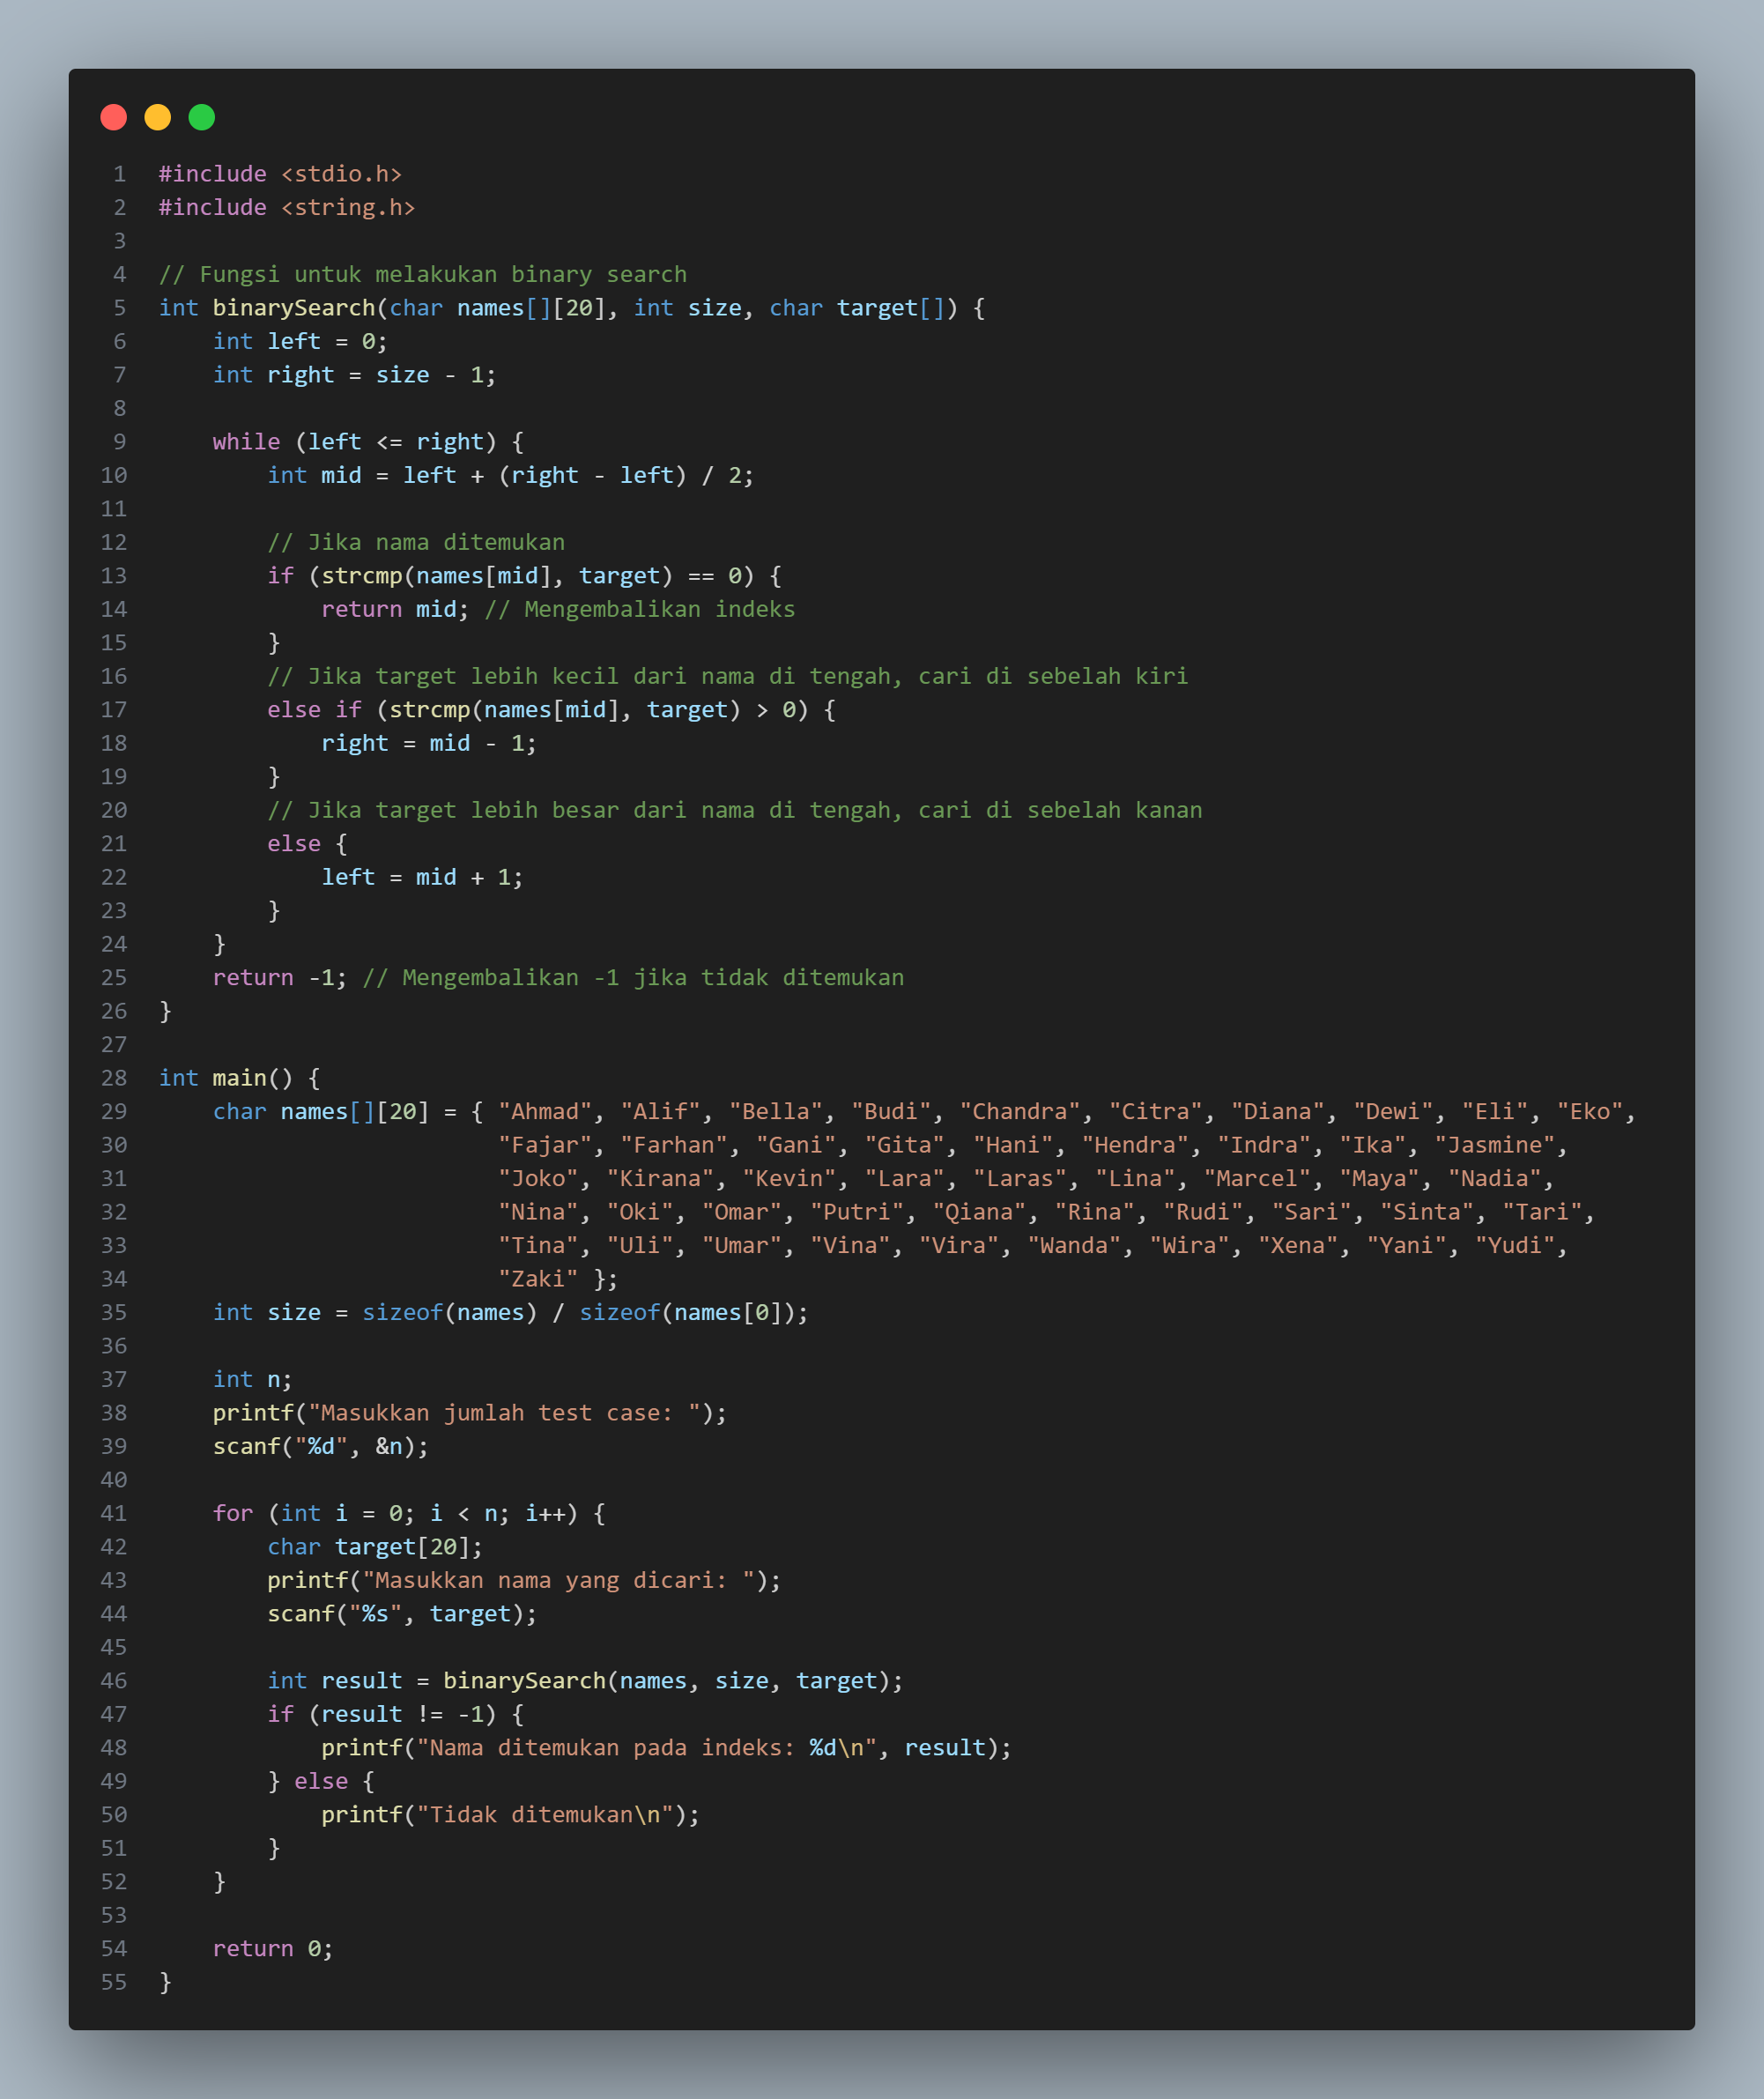 1 #include <stdio.h>
2 #include <string.h>
3
4 // Fungsi untuk melakukan binary search
5 int binarySearch(char names[][20], int size, char target[]) {
6     int left = 0;
7     int right = size - 1;
8
9     while (left <= right) {
10         int mid = left + (right - left) / 2;
11
12         // Jika nama ditemukan
13         if (strcmp(names[mid], target) == 0) {
14             return mid; // Mengembalikan indeks
15         }
16         // Jika target lebih kecil dari nama di tengah, cari di sebelah kiri
17         else if (strcmp(names[mid], target) > 0) {
18             right = mid - 1;
19         }
20         // Jika target lebih besar dari nama di tengah, cari di sebelah kanan
21         else {
22             left = mid + 1;
23         }
24     }
25     return -1; // Mengembalikan -1 jika tidak ditemukan
26 }
27
28 int main() {
29     char names[][20] = { "Ahmad", "Alif", "Bella", "Budi", "Chandra", "Citra", "Diana", "Dewi", "Eli", "Eko",
30                          "Fajar", "Farhan", "Gani", "Gita", "Hani", "Hendra", "Indra", "Ika", "Jasmine",
31                          "Joko", "Kirana", "Kevin", "Lara", "Laras", "Lina", "Marcel", "Maya", "Nadia",
32                          "Nina", "Oki", "Omar", "Putri", "Qiana", "Rina", "Rudi", "Sari", "Sinta", "Tari",
33                          "Tina", "Uli", "Umar", "Vina", "Vira", "Wanda", "Wira", "Xena", "Yani", "Yudi",
34                          "Zaki" };
35     int size = sizeof(names) / sizeof(names[0]);
36
37     int n;
38     printf("Masukkan jumlah test case: ");
39     scanf("%d", &n);
40
41     for (int i = 0; i < n; i++) {
42         char target[20];
43         printf("Masukkan nama yang dicari: ");
44         scanf("%s", target);
45
46         int result = binarySearch(names, size, target);
47         if (result != -1) {
48             printf("Nama ditemukan pada indeks: %d\n", result);
49         } else {
50             printf("Tidak ditemukan\n");
51         }
52     }
53
54     return 0;
55 }